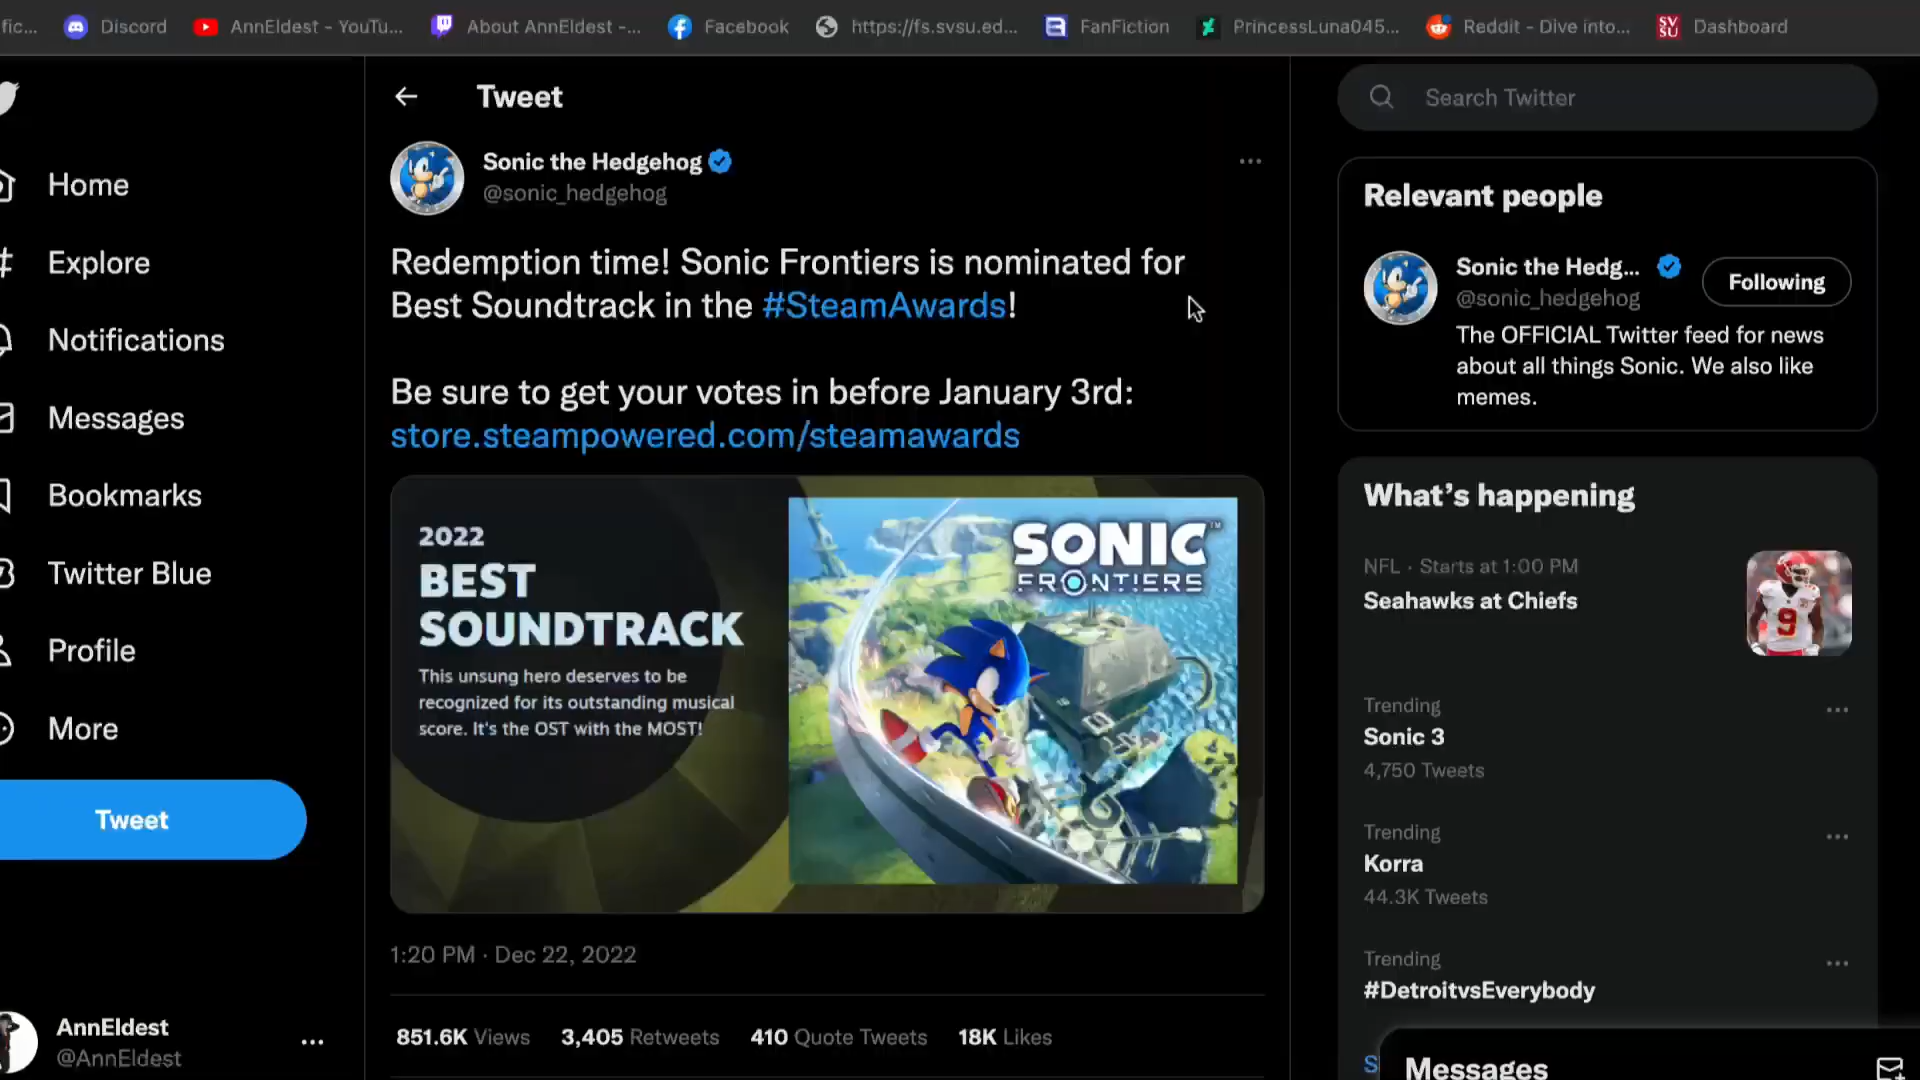 fic...
Discord
AnnEldest - YouTu...
About AnnEldest -...
Facebook
https://fs.svsu.ed...
FanFiction
PrincessLuna045...
Reddit - Dive into...
SV
SU
Dashboard
Home
Explore
Notifications
Messages
Bookmarks
Twitter Blue
Profile
More
Tweet
AnnEldest
@AnnEldest
Tweet
Sonic the Hedgehog
@sonic_hedgehog
Redemption time! Sonic Frontiers is nominated for
Best Soundtrack in the #SteamAwards!
Be sure to get your votes in before January 3rd:
store.steampowered.com/steamawards
2022
BEST
SOUNDTRACK
This unsung hero deserves to be
recognized for its outstanding musical
score. It's the OST with the MOST!
SONIC™
FRONTIERS
1:20 PM · Dec 22, 2022
851.6K Views
3,405 Retweets
410 Quote Tweets
18K Likes
Search Twitter
Relevant people
Sonic the Hedg...
@sonic_hedgehog
Following
The OFFICIAL Twitter feed for news
about all things Sonic. We also like
memes.
What's happening
NFL · Starts at 1:00 PM
Seahawks at Chiefs
9
Trending
Sonic 3
4,750 Tweets
Trending
Korra
44.3K Tweets
Trending
#DetroitvsEverybody
S
Messages